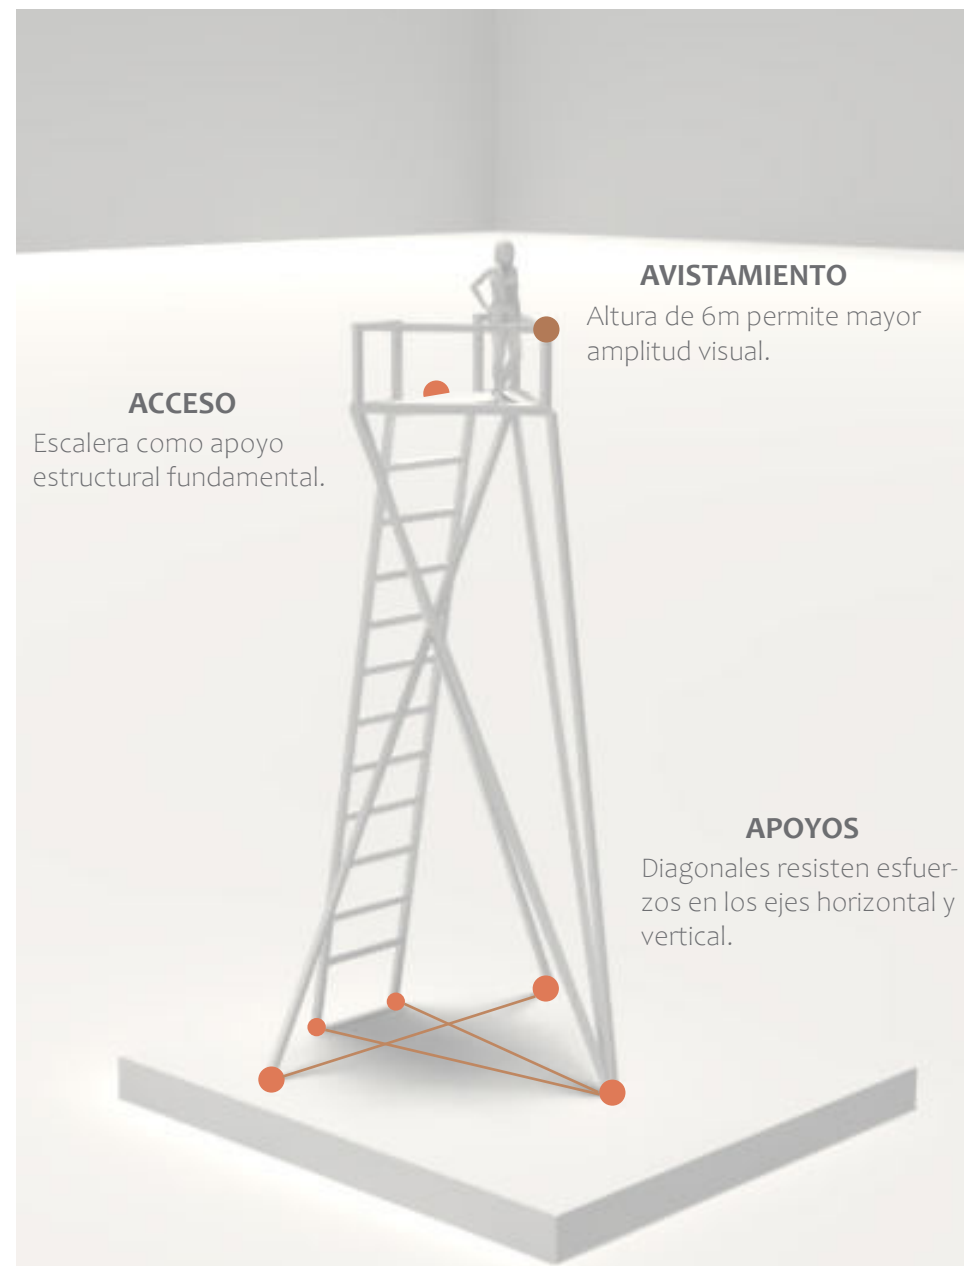 AVISTAMIENTO
Altura de 6m permite mayor
amplitud visual.
ACCESO
Escalera como apoyo
estructural fundamental.
APOYOS
Diagonales resisten esfuer-
zos en los ejes horizontal y
vertical.